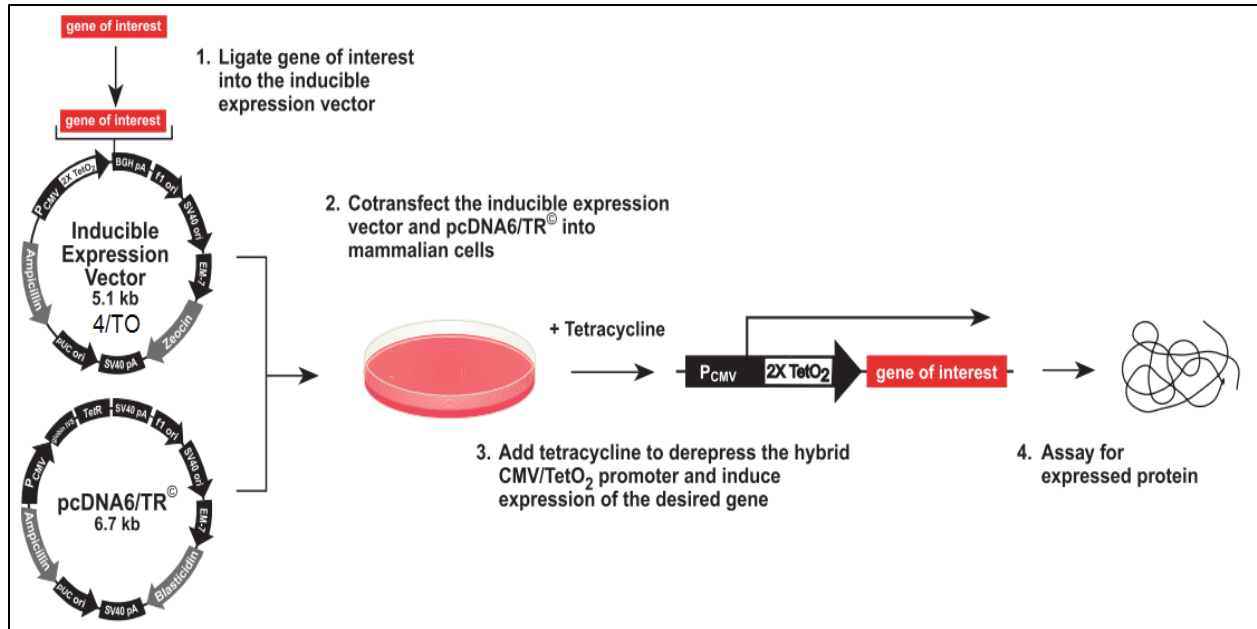 gene of interest
1. Ligate gene of interest
into the inducible
expression vector
gene of interest
PCMV
2X TetO2
BGH pA
f1 ori
SV40 ori
EM-7
Zeocin
SV40 pA
pUC ori
Ampicillin
Inducible
Expression
Vector
5.1 kb
4/TO
2. Cotransfect the inducible expression
vector and pcDNA6/TR© into
mammalian cells
+ Tetracycline
PCMV
2X TetO2
gene of interest
3. Add tetracycline to derepress the hybrid
CMV/TetO2 promoter and induce
expression of the desired gene
4. Assay for
expressed protein
PCMV
globin IVS
TetR
SV40 pA
f1 ori
SV40 ori
EM-7
Blasticidin
SV40 pA
pUC ori
Ampicillin
pcDNA6/TR©
6.7 kb